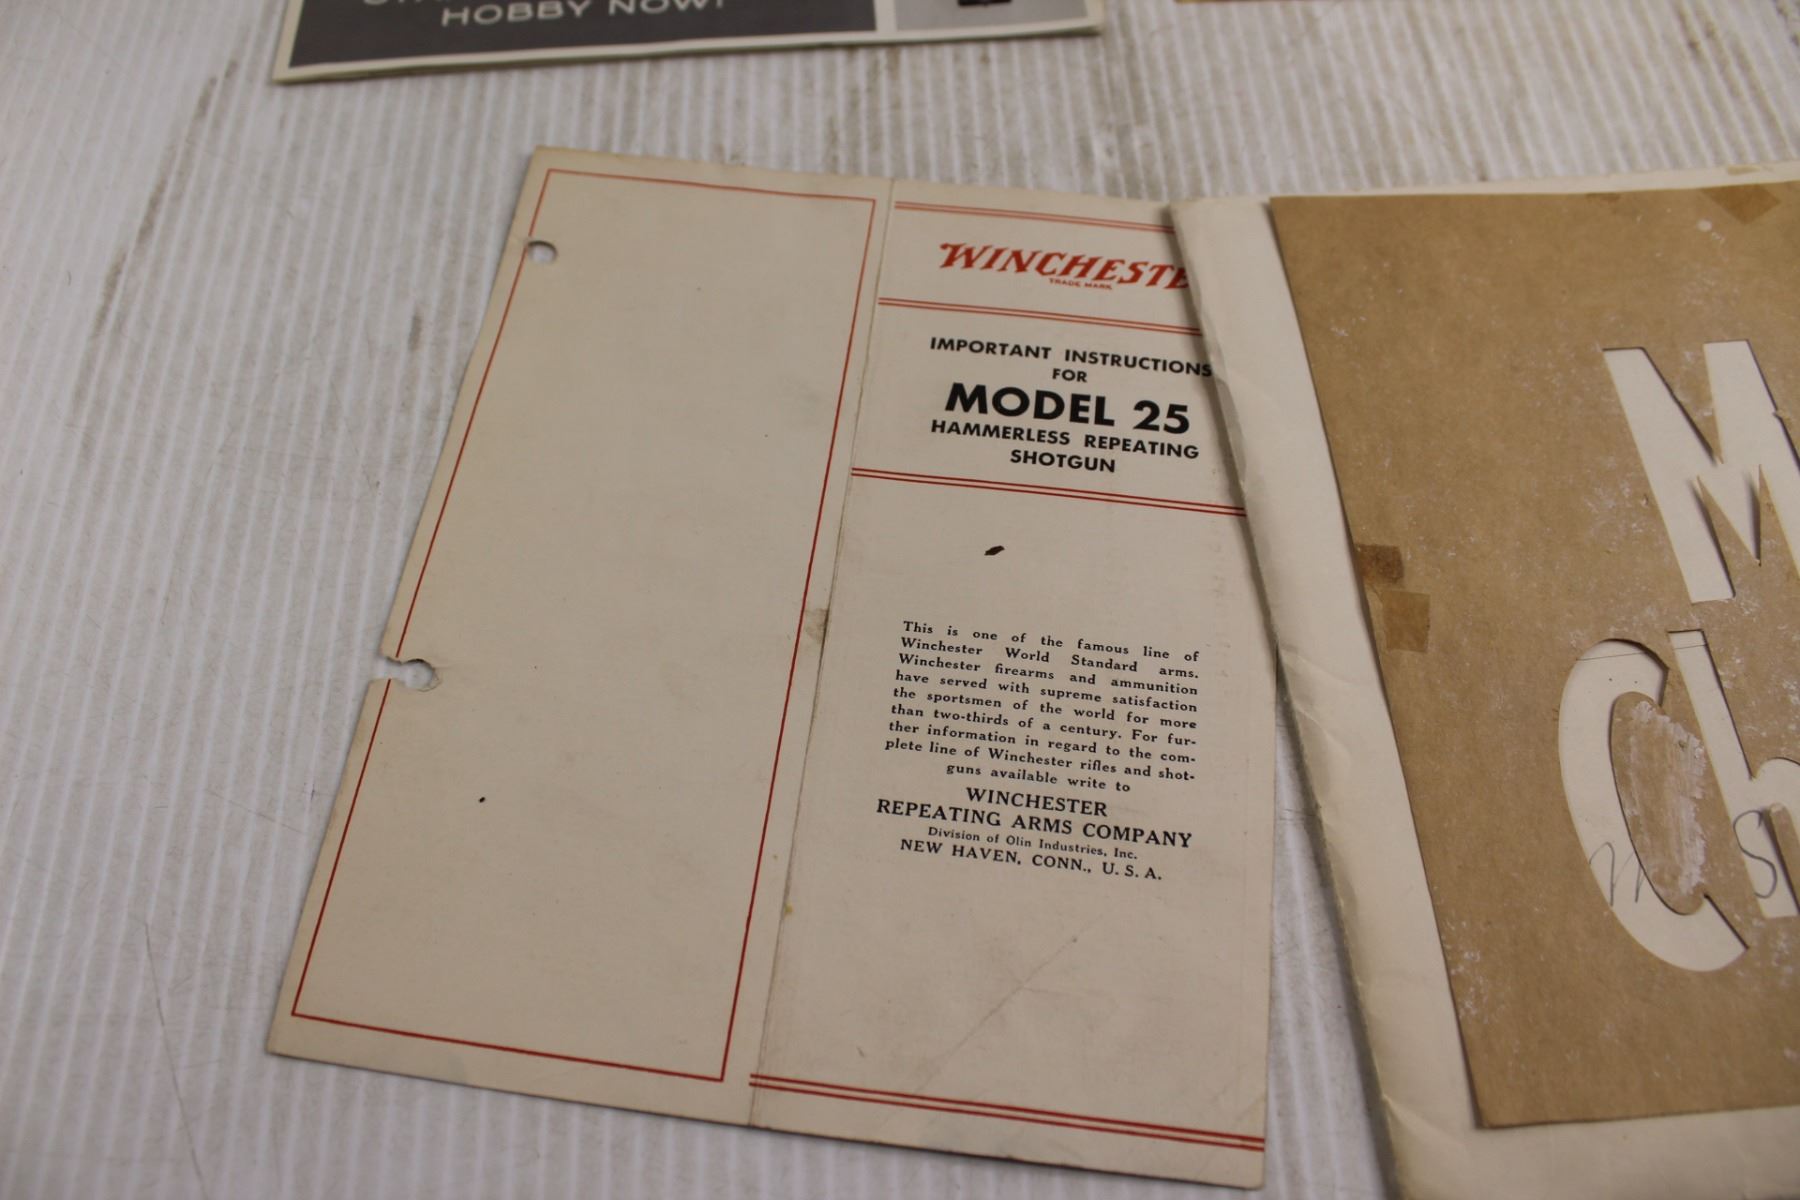 HOBBY NOW!
WINCHESTE
TRADE MARK
IMPORTANT INSTRUCTIONS
FOR
MODEL 25
HAMMERLESS REPEATING
SHOTGUN
This is one of the famous line of
Winchester World Standard arms.
Winchester firearms and ammunition
have served with supreme satisfaction
the sportsmen of the world for more
than two-thirds of a century. For fur-
ther information in regard to the com-
plete line of Winchester rifles and shot-
guns available write to
WINCHESTER
REPEATING ARMS COMPANY
Division of Olin Industries, Inc.
NEW HAVEN, CONN., U. S. A.
M
Ch